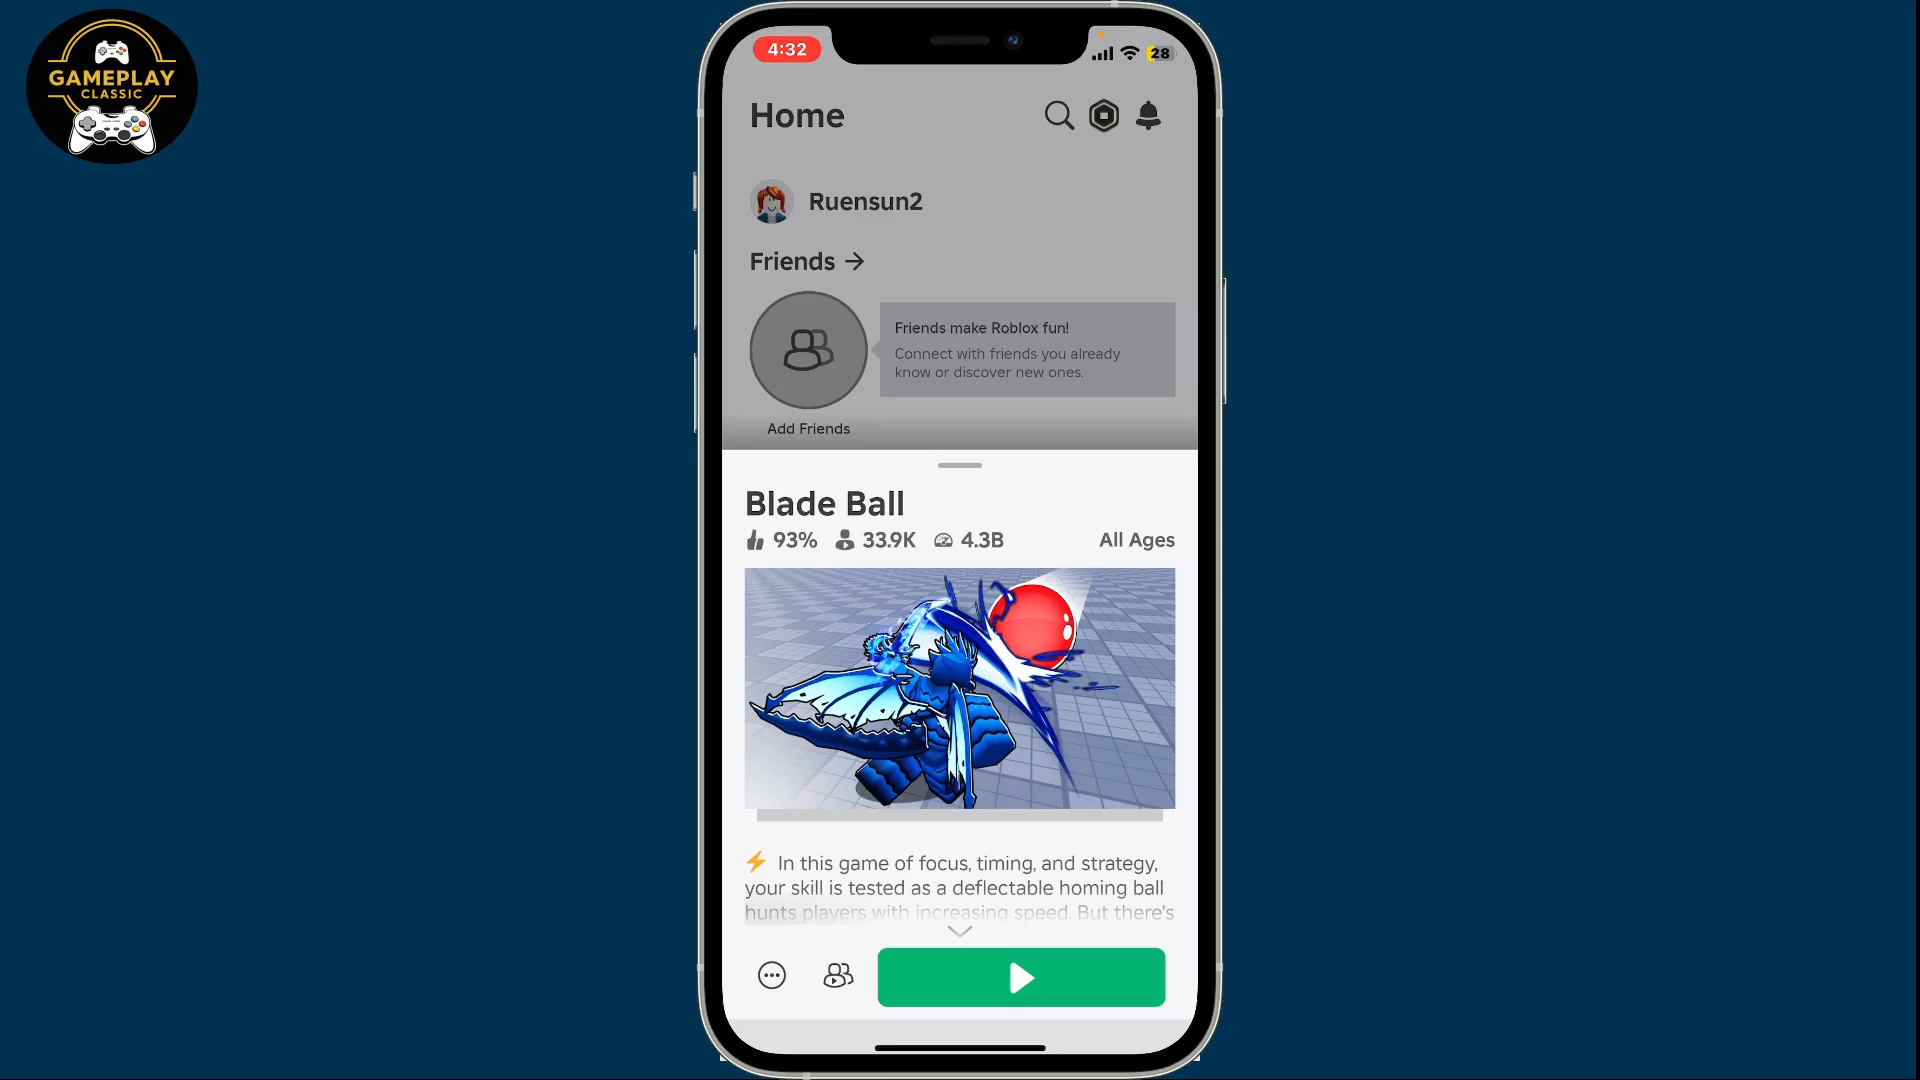 GAMEPLAY
CLASSIC
4:32
28
Home
Ruensun2
Friends →
Friends make Roblox fun!
Connect with friends you already
know or discover new ones.
Add Friends
Blade Ball
93% 33.9K 4.3B All Ages
⚡ In this game of focus, timing, and strategy,
your skill is tested as a deflectable homing ball
hunts players with increasing speed. But there's